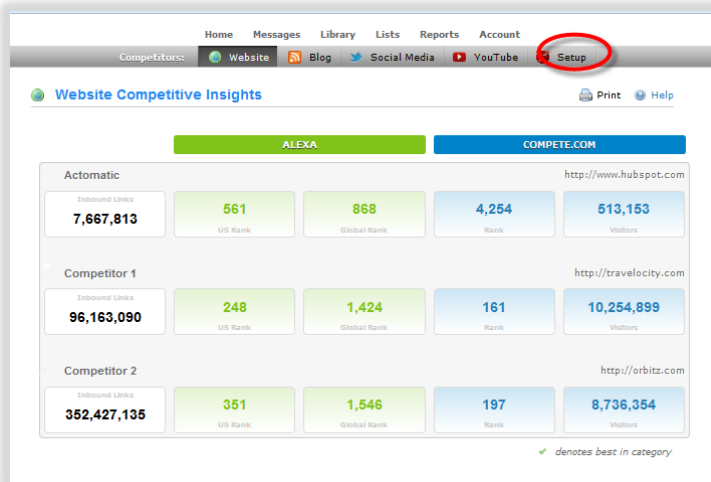 Home Messages Library Lists Reports Account
Competitors: Website Blog Social Media YouTube Setup
Website Competitive Insights Print Help
ALEXA COMPETE.COM
Actomatic http://www.hubspot.com
Inbound Links
7,667,813
561 868 4,254 513,153
US Rank Global Rank Rank Visitors
Competitor 1 http://travelocity.com
Inbound Links
96,163,090
248 1,424 161 10,254,899
US Rank Global Rank Rank Visitors
Competitor 2 http://orbitz.com
Inbound Links
352,427,135
351 1,546 197 8,736,354
US Rank Global Rank Rank Visitors
✔ denotes best in category